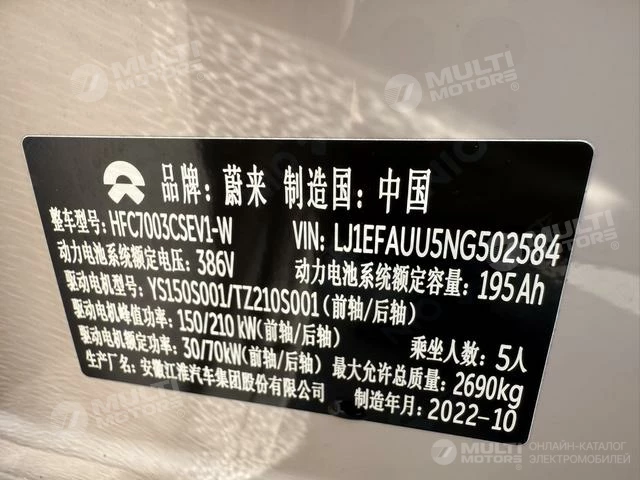 MULTI MOTORS®
MULTI MOTORS®
NIO
品牌：蔚来 制造国：中国
整车型号：HFC7003CSEV1-W VIN: LJ1EFAUU5NG502584
动力电池系统额定电压：386V 动力电池系统额定容量：195Ah
驱动电机型号：YS150S001/TZ210S001(前轴/后轴)
驱动电机峰值功率：150/210kW(前轴/后轴)
驱动电机额定功率：30/70kW(前轴/后轴) 乘坐人数：5人
生产厂名：安徽江淮汽车集团股份有限公司 最大允许总质量：2690kg
制造年月：2022-10
MULTI MOTORS®
ОНЛАЙН-КАТАЛОГ
ЭЛЕКТРОМОБИЛЕЙ